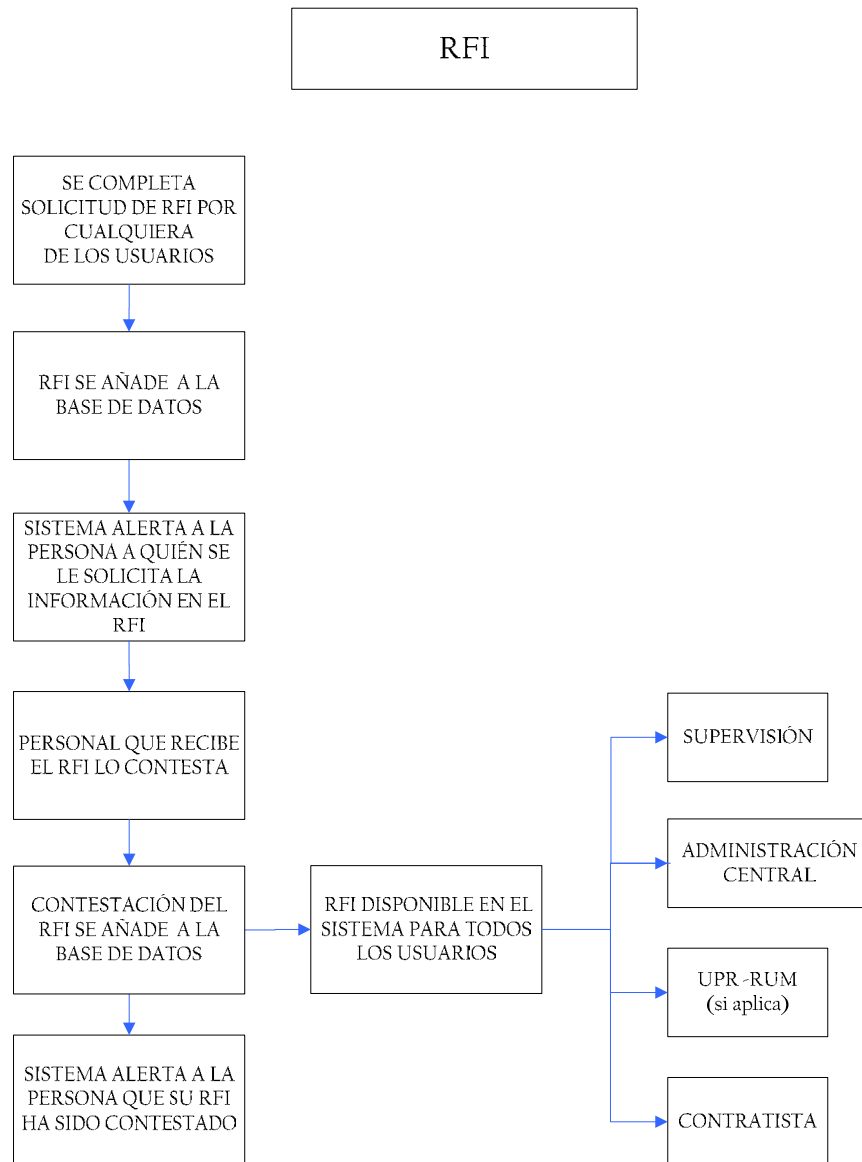 RFI
SE COMPLETA
SOLICITUD DE RFI POR
CUALQUIERA
DE LOS USUARIOS
RFI SE AÑADE A LA
BASE DE DATOS
SISTEMA ALERTA A LA
PERSONA A QUIÉN SE
LE SOLICITA LA
INFORMACIÓN EN EL
RFI
PERSONAL QUE RECIBE
EL RFI LO CONTESTA
CONTESTACIÓN DEL
RFI SE AÑADE A LA
BASE DE DATOS
SISTEMA ALERTA A LA
PERSONA QUE SU RFI
HA SIDO CONTESTADO
RFI DISPONIBLE EN EL
SISTEMA PARA TODOS
LOS USUARIOS
SUPERVISIÓN
ADMINISTRACIÓN
CENTRAL
UPR-RUM
(si aplica)
CONTRATISTA